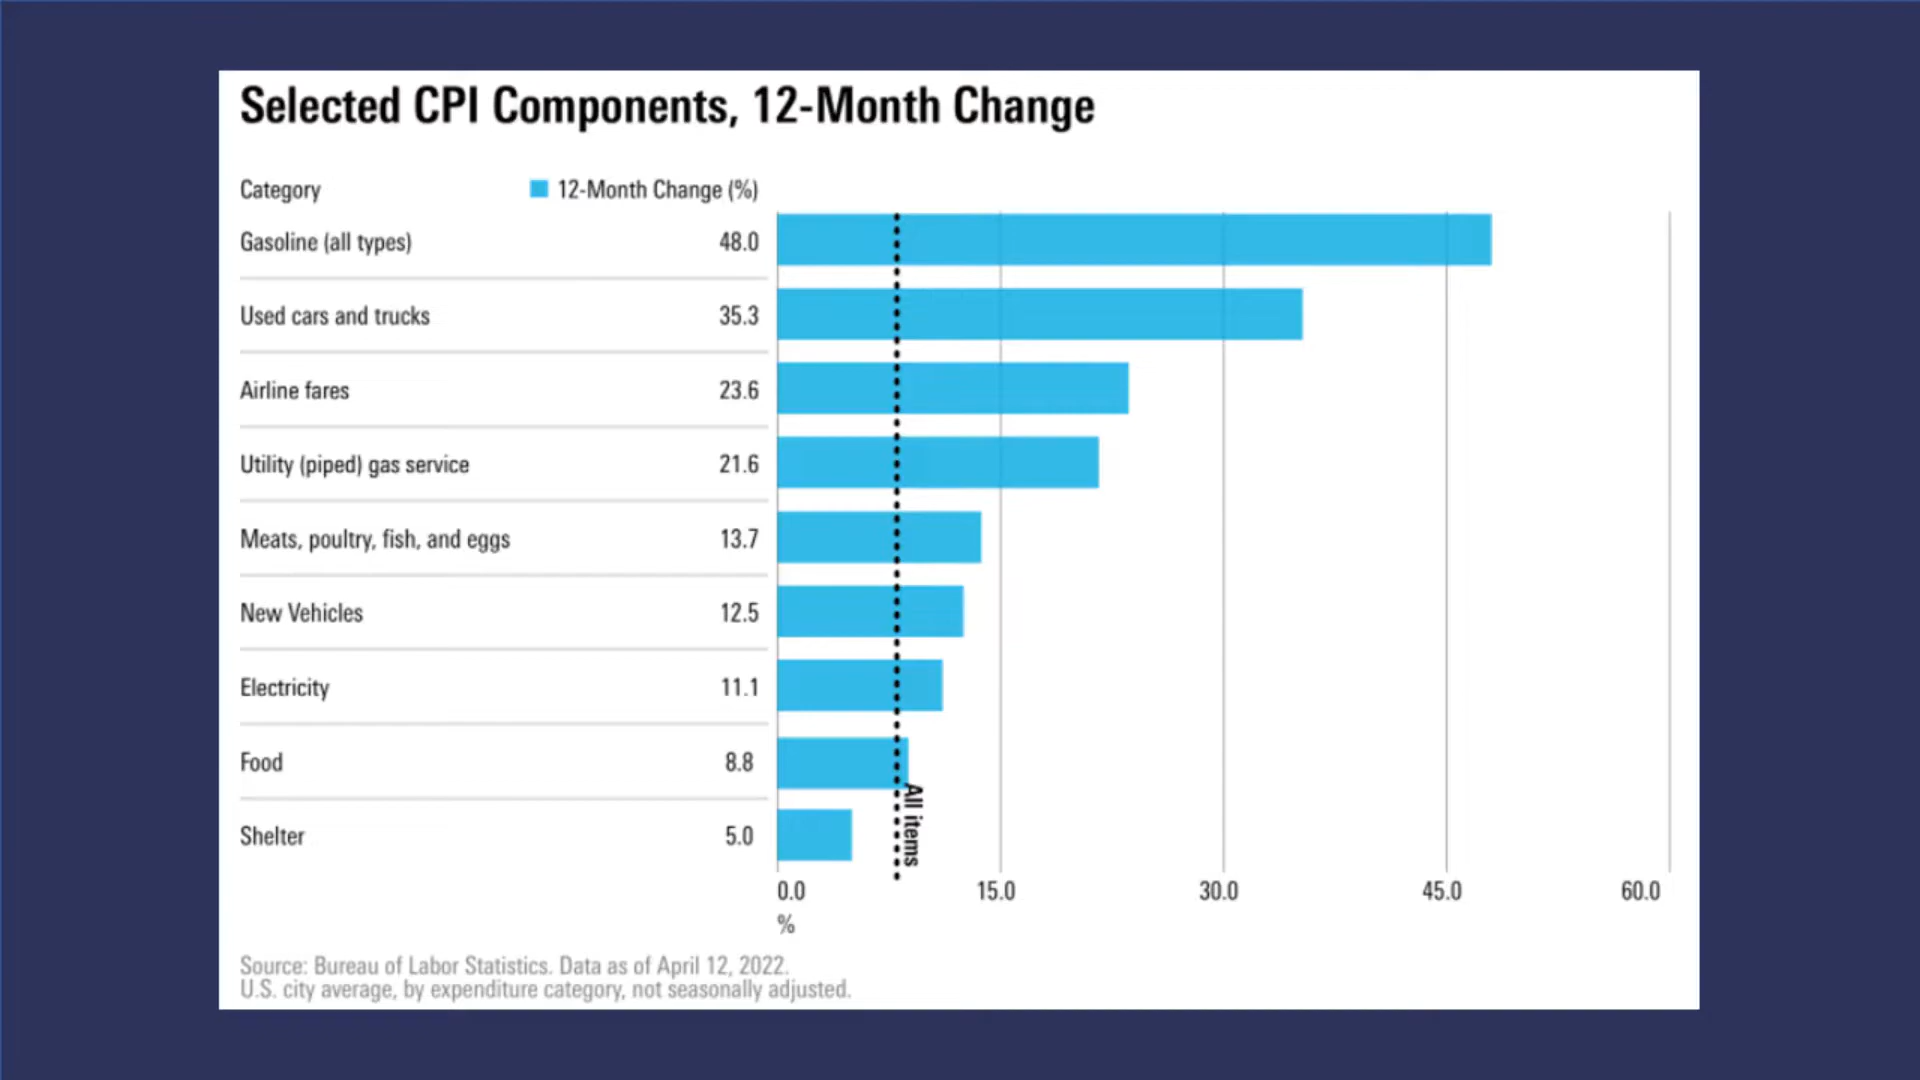 Selected CPI Components, 12-Month Change
Category 12-Month Change (%)
Gasoline (all types) 48.0
Used cars and trucks 35.3
Airline fares 23.6
Utility (piped) gas service 21.6
Meats, poultry, fish, and eggs 13.7
New Vehicles 12.5
Electricity 11.1
Food 8.8
Shelter 5.0
All items
0.0 15.0 30.0 45.0 60.0
%
Source: Bureau of Labor Statistics. Data as of April 12, 2022.
U.S. city average, by expenditure category, not seasonally adjusted.